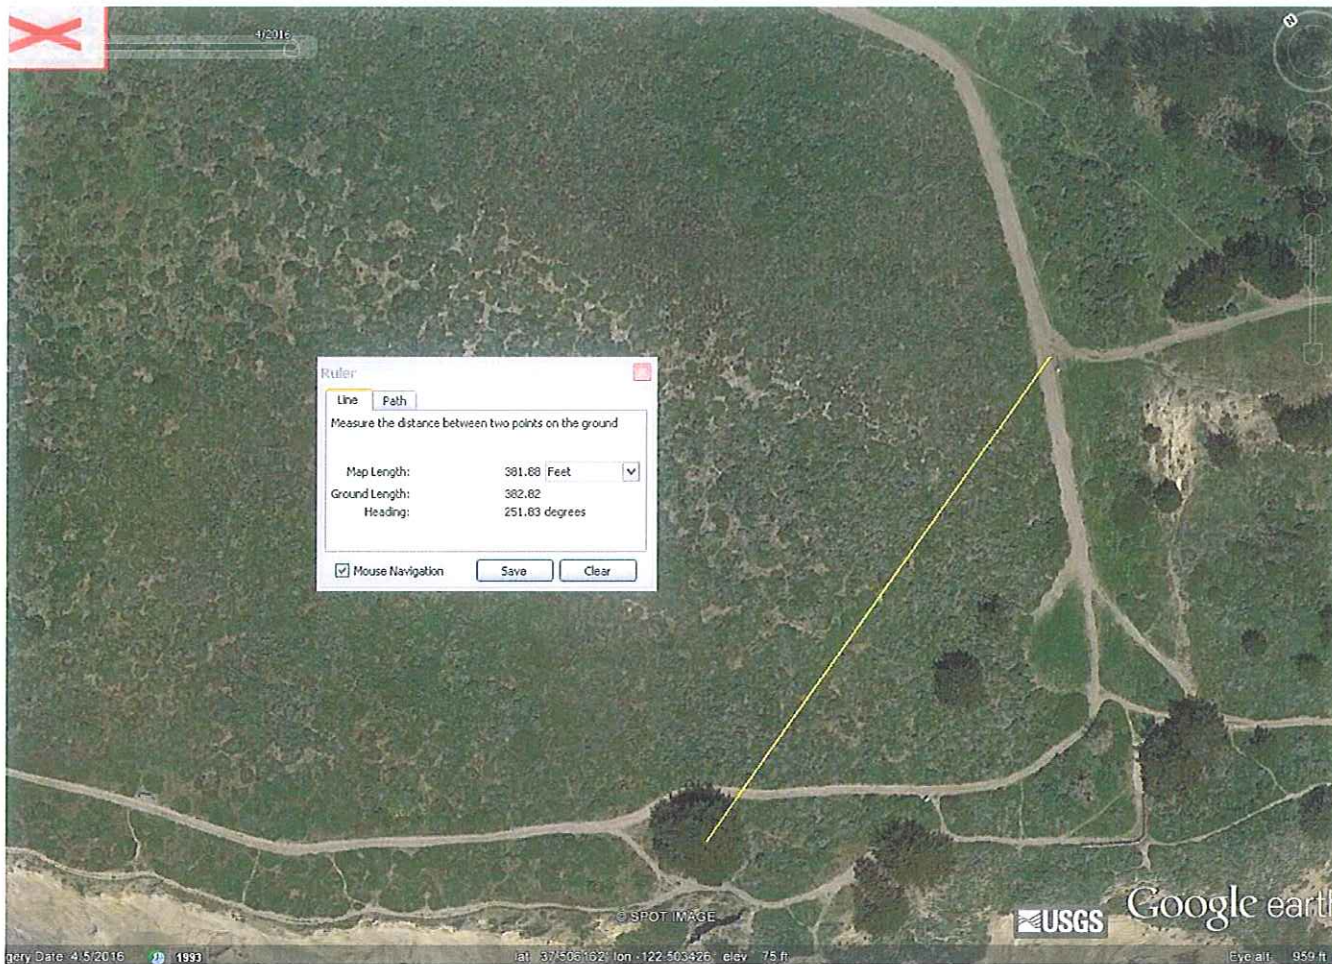 4/2016
N
Ruler
Line Path
Measure the distance between two points on the ground
Map Length: 381.88 Feet
Ground Length: 382.82
Heading: 251.83 degrees
Mouse Navigation Save Clear
© SPOT IMAGE
USGS Google earth
gery Date 4/5/2016 1993 lat 37.506162 lon -122.503426 elev 75 ft Eye alt 959 ft